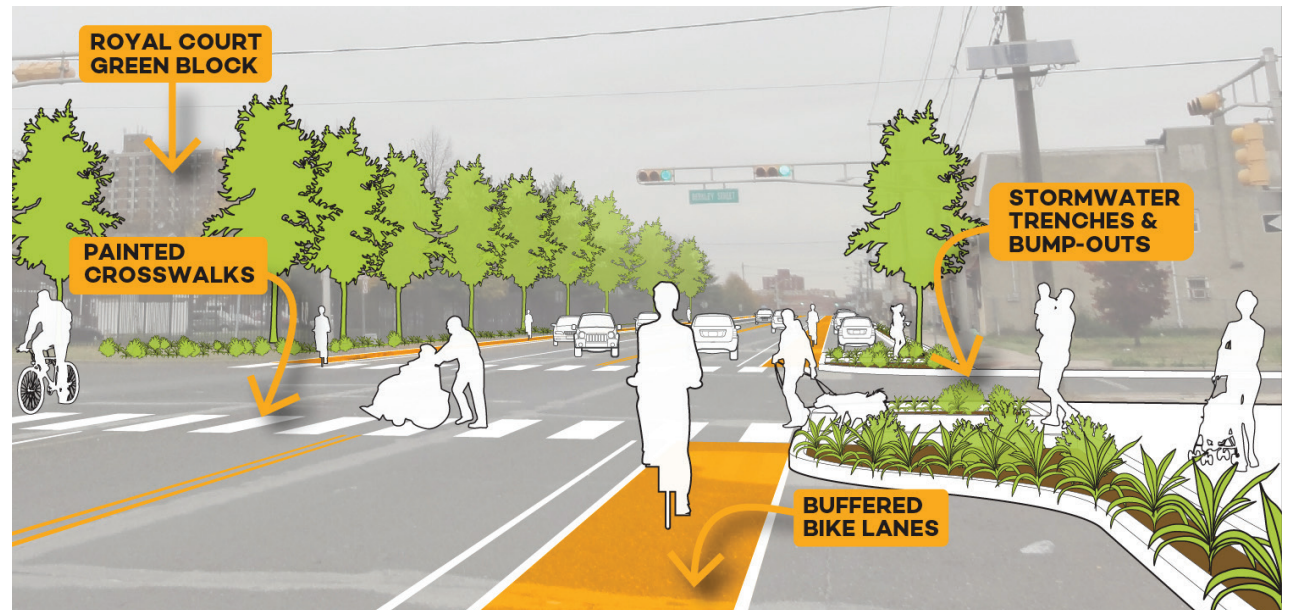 ROYAL COURT
GREEN BLOCK
PAINTED
CROSSWALKS
STORMWATER
TRENCHES &
BUMP-OUTS
BUFFERED
BIKE LANES